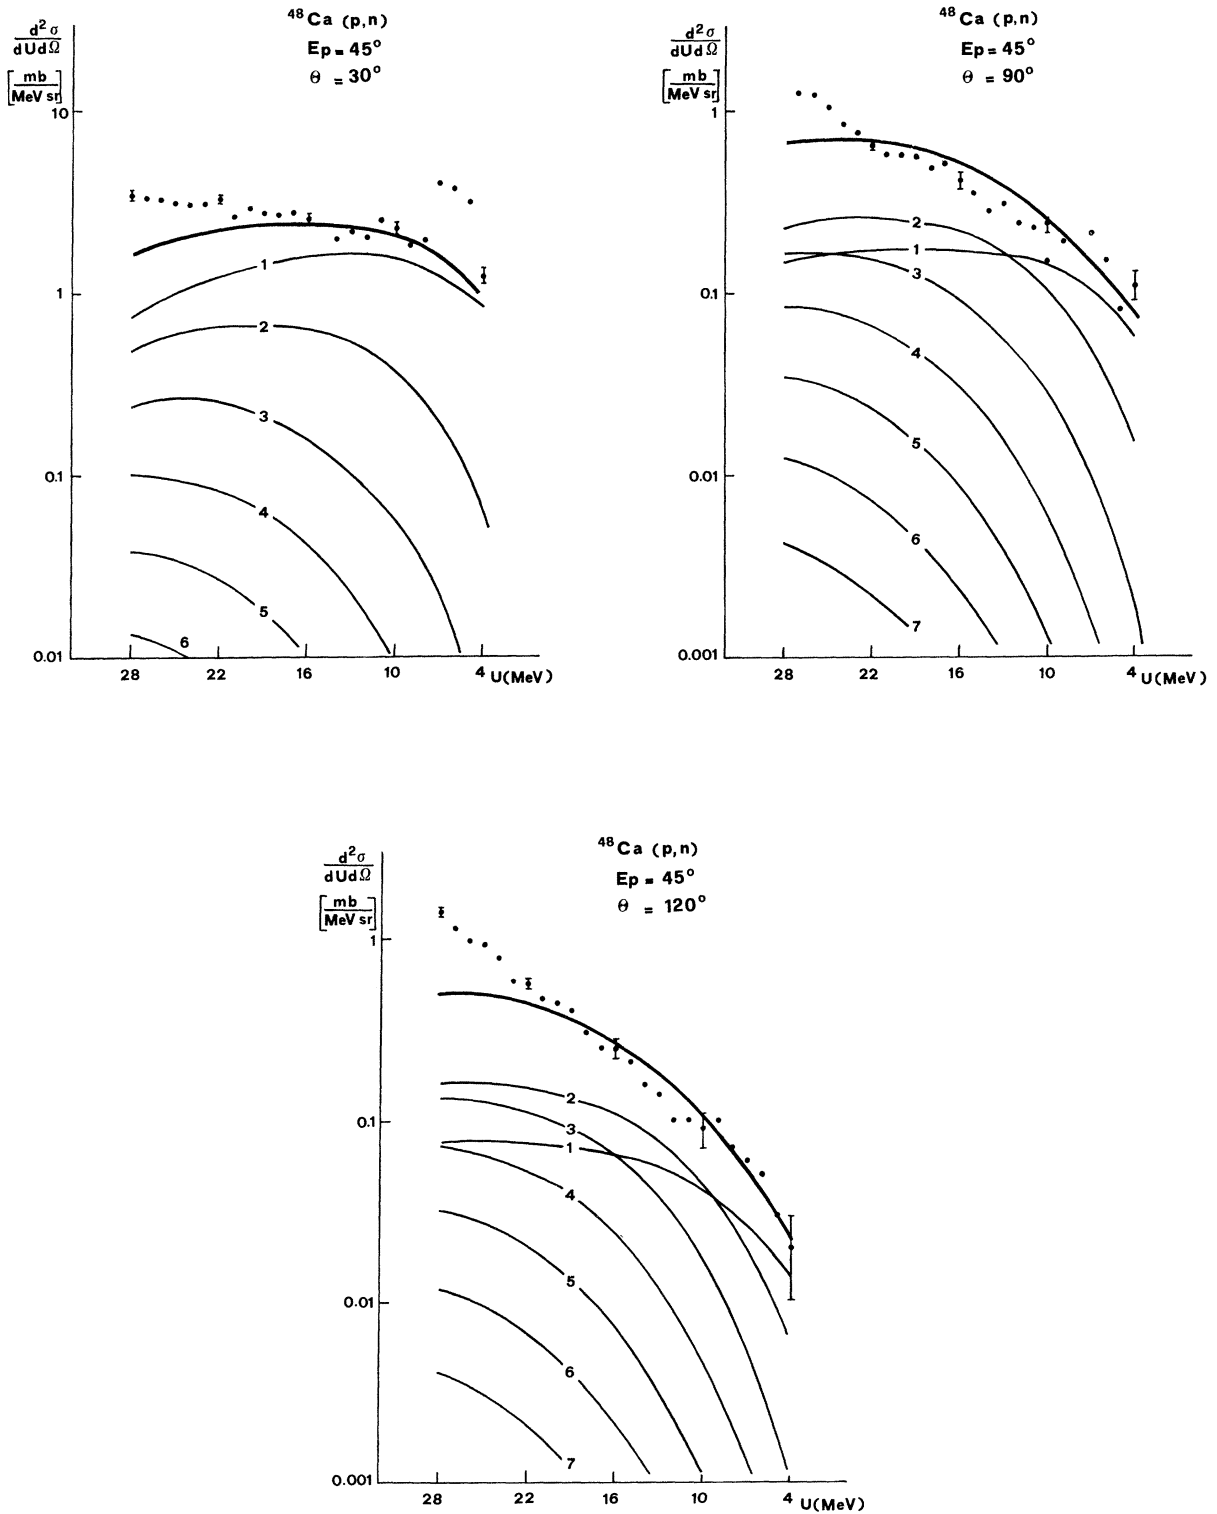 d²σ
dUdΩ
[mb
MeV sr]
⁴⁸Ca (p,n)
Ep = 45°
Θ = 30°
10
1
0.1
0.01
1
2
3
4
5
6
28 22 16 10 4 U(MeV)
d²σ
dUdΩ
[mb
MeV sr]
⁴⁸Ca (p,n)
Ep = 45°
Θ = 90°
1
0.1
0.01
0.001
2
1
3
4
5
6
7
28 22 16 10 4 U(MeV)
d²σ
dUdΩ
[mb
MeV sr]
⁴⁸Ca (p,n)
Ep = 45°
Θ = 120°
1
0.1
0.01
0.001
2
3
1
4
5
6
7
28 22 16 10 4 U(MeV)